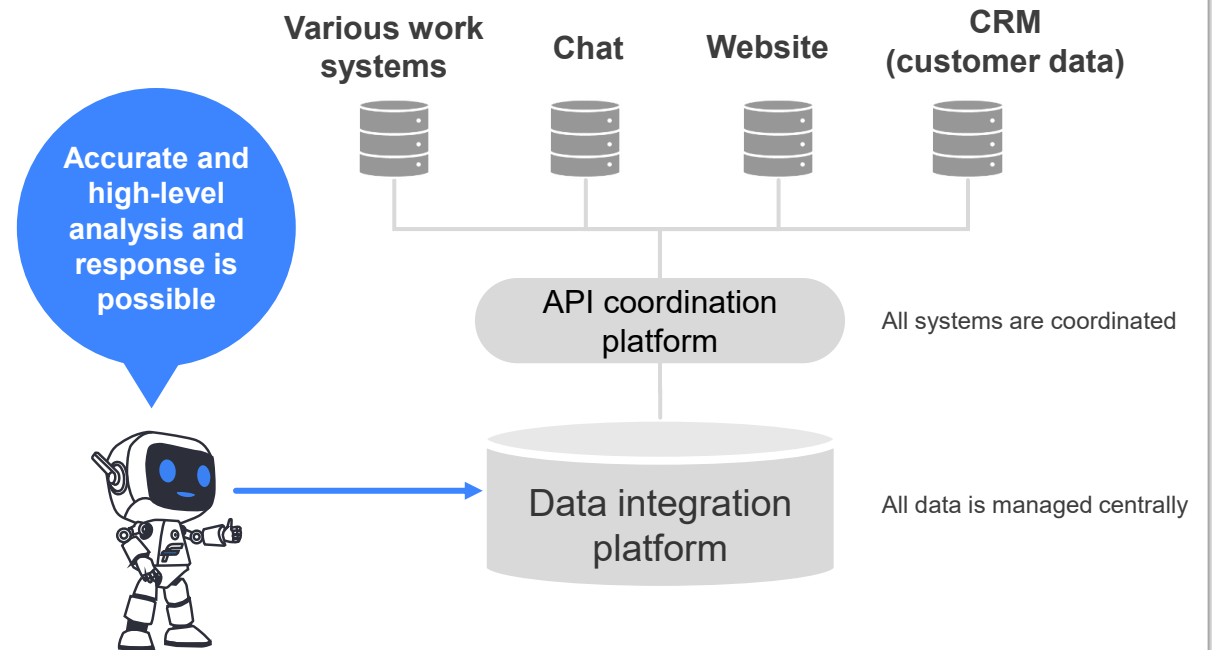 Various work
systems
Chat
Website
CRM
(customer data)
Accurate and
high-level
analysis and
response is
possible
API coordination
platform
All systems are coordinated
Data integration
platform
All data is managed centrally
F